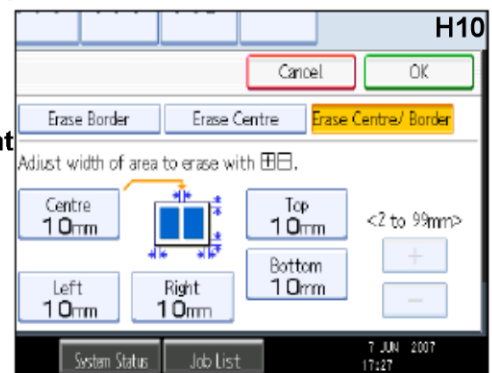 H10
Cancel OK
Erase Border Erase Centre Erase Centre/ Border
nt
Adjust width of area to erase with ⊞⊟.
Centre
10mm
Top
10mm
<2 to 99mm>
+
Bottom
10mm
Left
10mm
Right
10mm
−
System Status Job List
7 JUN 2007
17:27